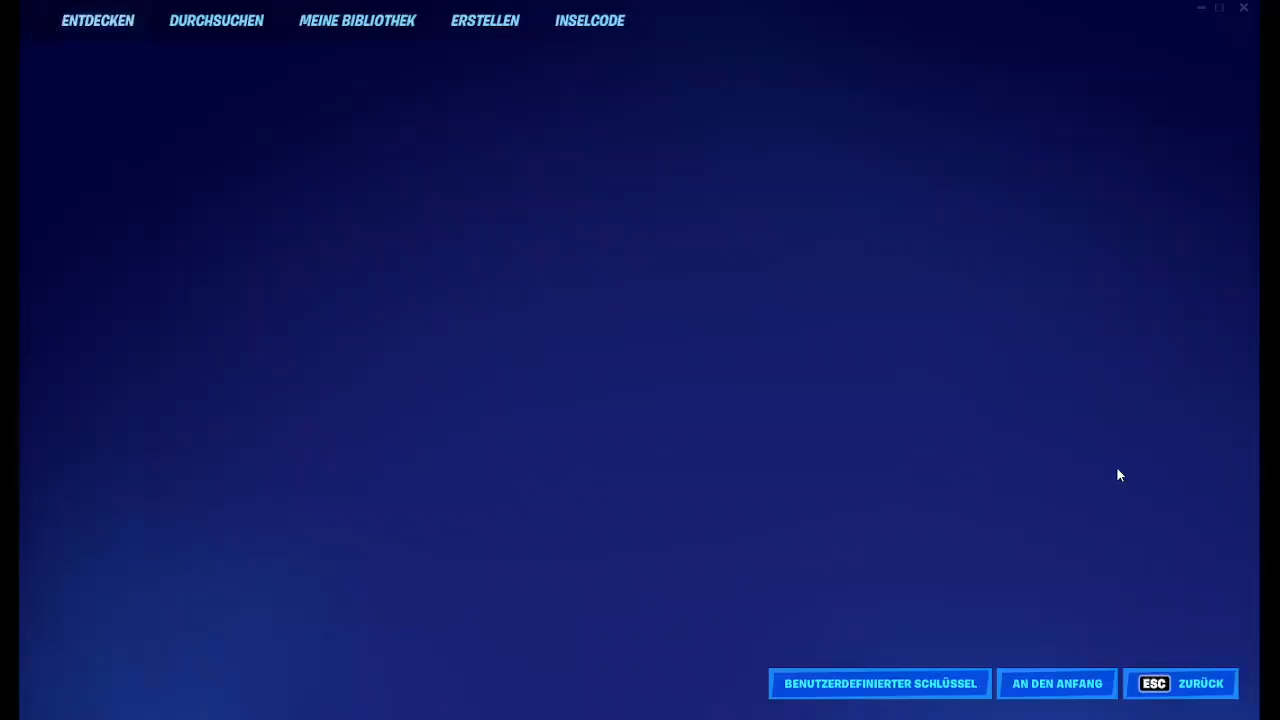 ENTDECKEN DURCHSUCHEN MEINE BIBLIOTHEK ERSTELLEN INSELCODE
BENUTZERDEFINIERTER SCHLÜSSEL AN DEN ANFANG ESC ZURÜCK